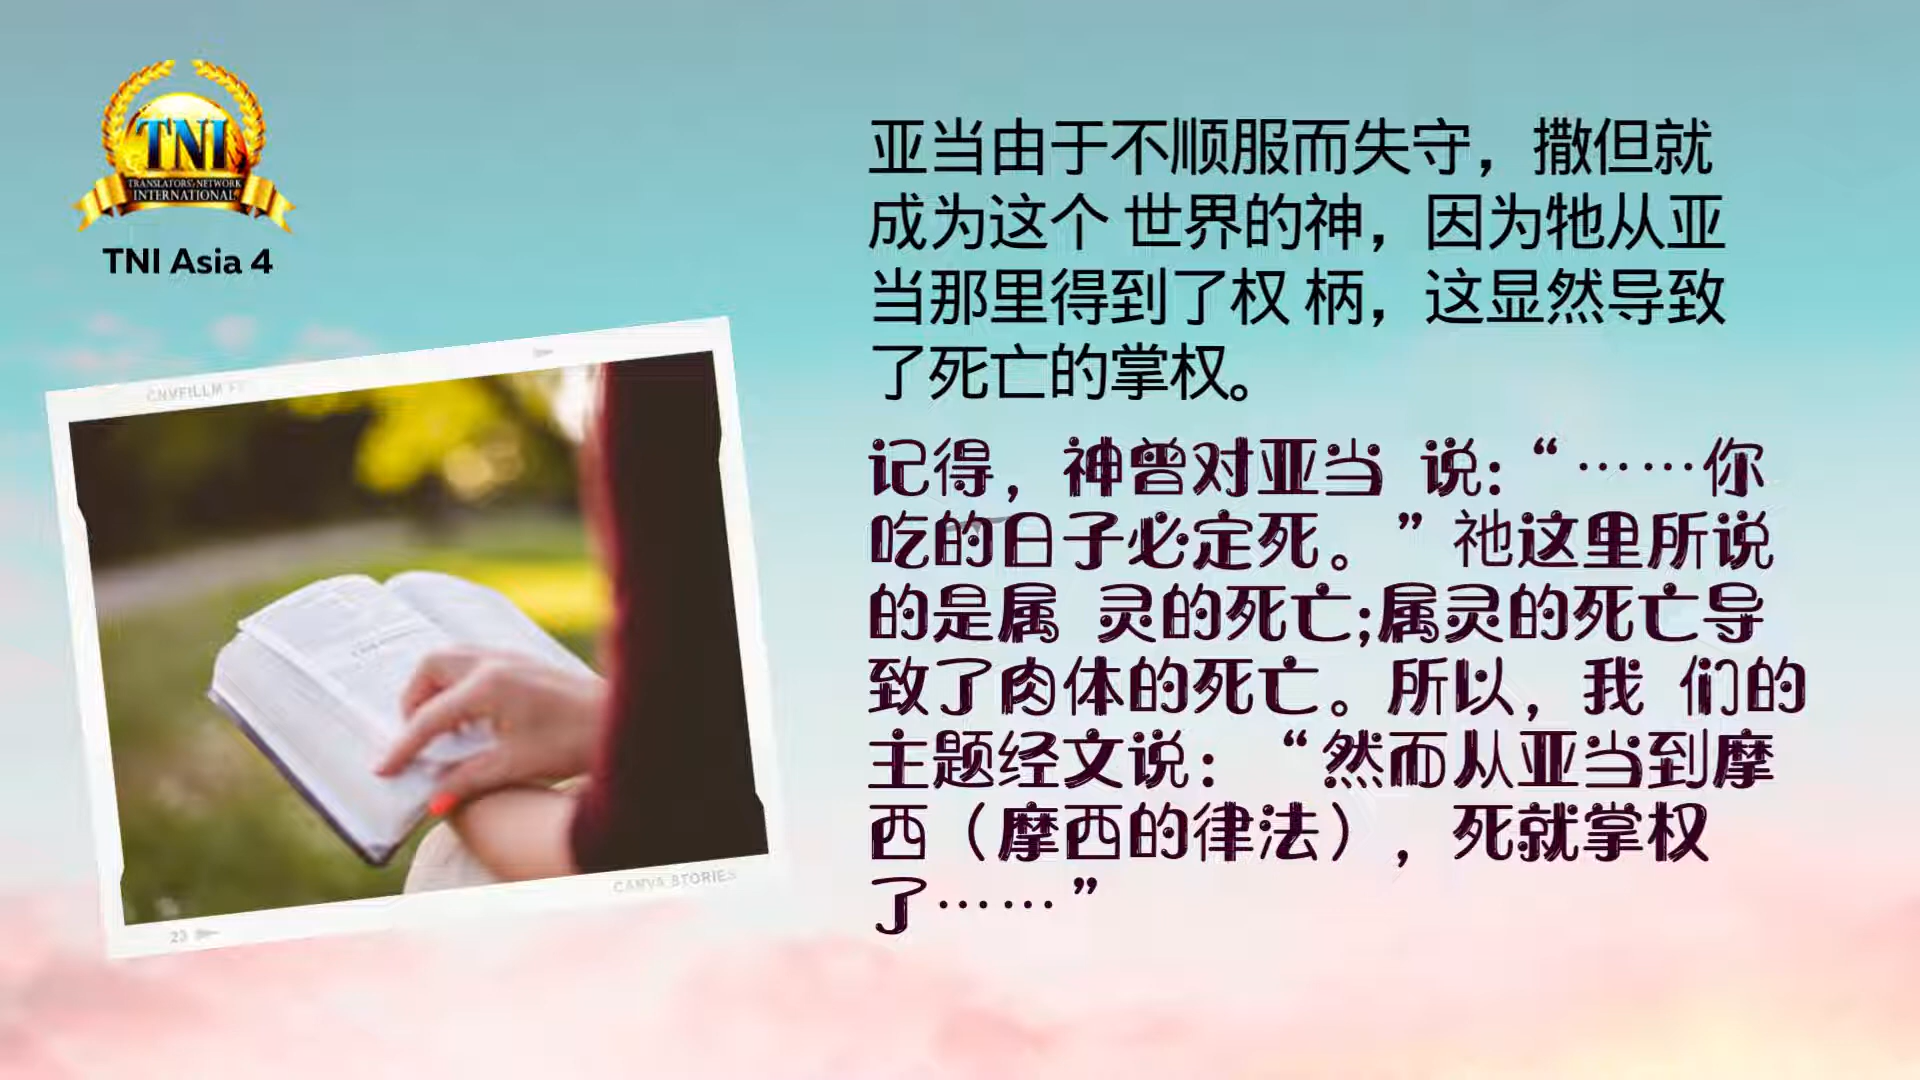 TNI
TRANSLATORS' NETWORK
INTERNATIONAL
TNI Asia 4
亚当由于不顺服而失守，撒但就
成为这个 世界的神，因为牠从亚
当那里得到了权 柄，这显然导致
了死亡的掌权。
记得，神曾对亚当 说：“……你
吃的日子必定死。”祂这里所说
的是属 灵的死亡;属灵的死亡导
致了肉体的死亡。所以，我 们的
主题经文说：“然而从亚当到摩
西（摩西的律法），死就掌权
了……”
CANVA STORIES
23